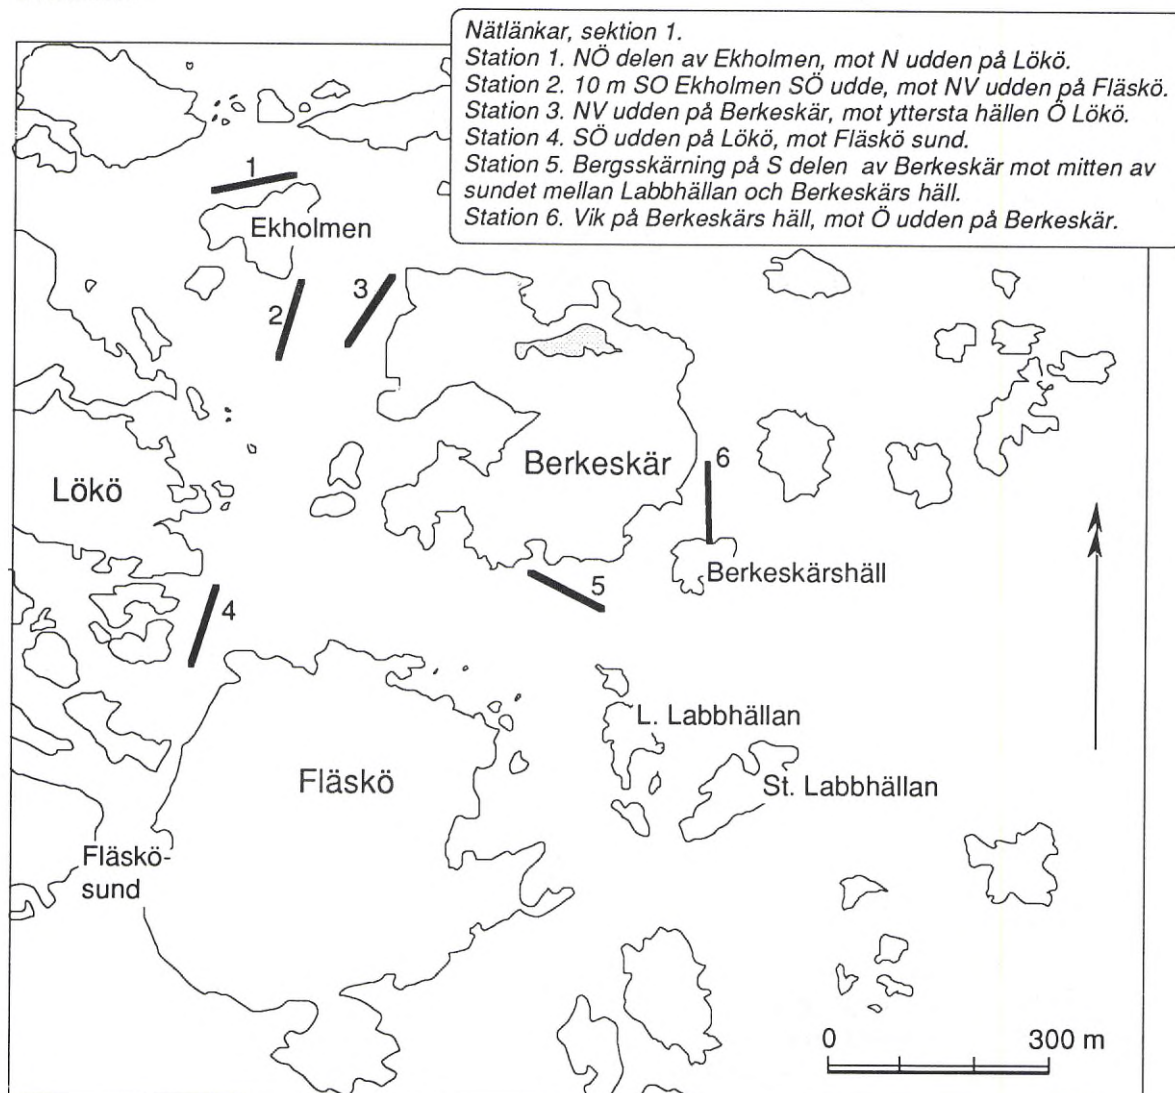 Nätlänkar, sektion 1.
Station 1. NÖ delen av Ekholmen, mot N udden på Lökö.
Station 2. 10 m SO Ekholmen SÖ udde, mot NV udden på Fläskö.
Station 3. NV udden på Berkeskär, mot yttersta hällen Ö Lökö.
Station 4. SÖ udden på Lökö, mot Fläskö sund.
Station 5. Bergsskärning på S delen av Berkeskär mot mitten av
sundet mellan Labbhällan och Berkeskärs häll.
Station 6. Vik på Berkeskärs häll, mot Ö udden på Berkeskär.
1
Ekholmen
2
3
Lökö
Berkeskär
6
Berkeskärshäll
5
4
L. Labbhällan
Fläskö
St. Labbhällan
Fläskö-
sund
0 300 m